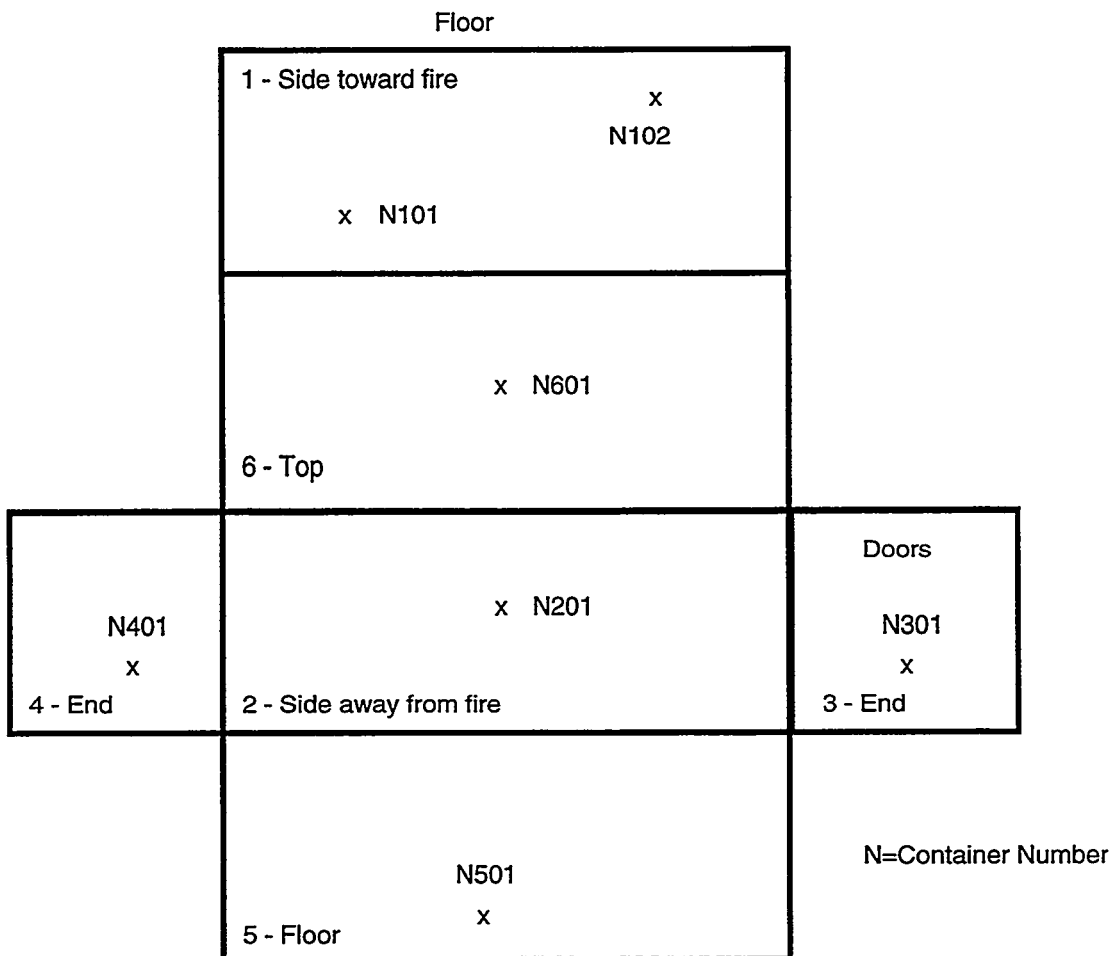 Floor
1 - Side toward fire
x
N102
x N101
x N601
6 - Top
Doors
N401
x N201
N301
x
x
4 - End
2 - Side away from fire
3 - End
N=Container Number
N501
x
5 - Floor